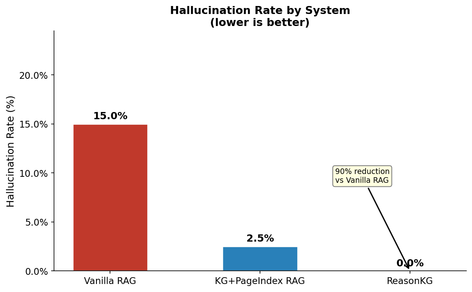 Hallucination Rate by System
(lower is better)
Hallucination Rate (%)
20.0%
15.0%
10.0%
5.0%
0.0%
15.0%
2.5%
90% reduction
vs Vanilla RAG
0.0%
Vanilla RAG
KG+PageIndex RAG
ReasonKG